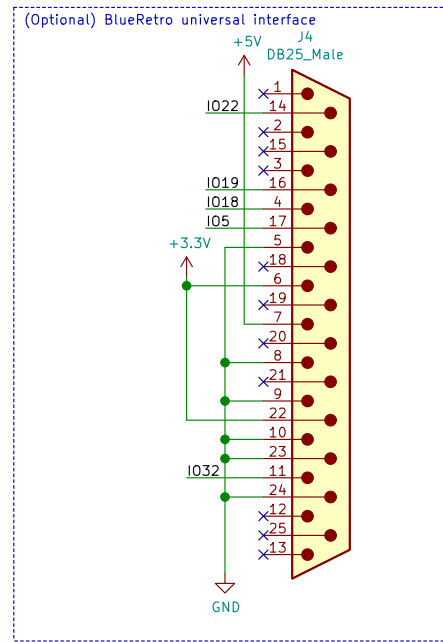 (Optional) BlueRetro universal interface
J4
+5V
DB25_Male
1
IO22 14
2
15
3
IO19 16
IO18 4
IO5 17
5
+3.3V
18
6
19
7
20
8
21
9
22
10
23
IO32 11
24
12
25
13
GND